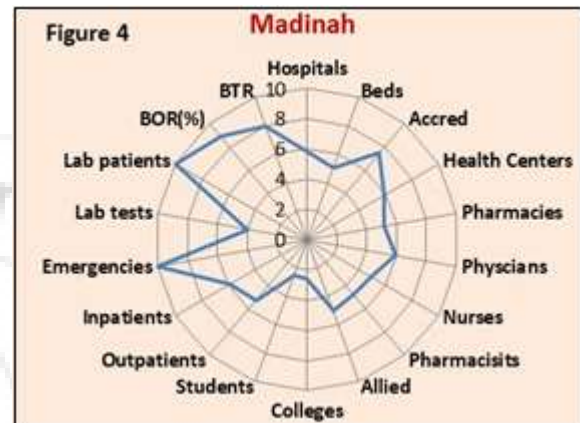 Figure 4
Madinah
Hospitals
Beds
Accred
Health Centers
Pharmacies
Physcians
Nurses
Pharmacisits
Allied
Colleges
Students
Outpatients
Inpatients
Emergencies
Lab tests
Lab patients
BOR(%)
BTR
10
8
6
4
2
0